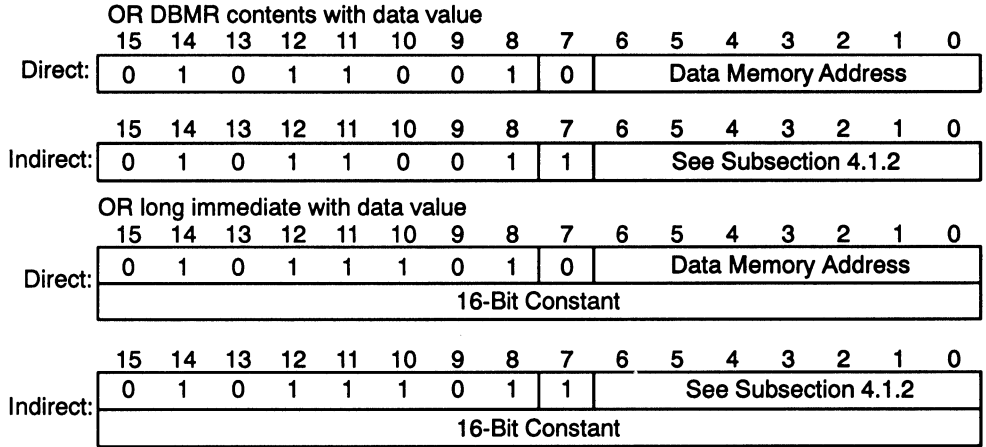 OR DBMR contents with data value
15 14 13 12 11 10 9 8 7 6 5 4 3 2 1 0
Direct: 0 1 0 1 1 0 0 1 0 Data Memory Address
15 14 13 12 11 10 9 8 7 6 5 4 3 2 1 0
Indirect: 0 1 0 1 1 0 0 1 1 See Subsection 4.1.2
OR long immediate with data value
15 14 13 12 11 10 9 8 7 6 5 4 3 2 1 0
Direct: 0 1 0 1 1 1 0 1 0 Data Memory Address
16-Bit Constant
15 14 13 12 11 10 9 8 7 6 5 4 3 2 1 0
Indirect: 0 1 0 1 1 1 0 1 1 See Subsection 4.1.2
16-Bit Constant